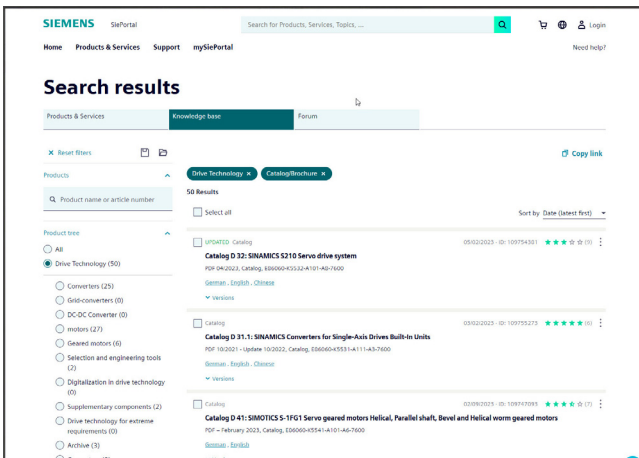 SIEMENS SiePortal
Search for Products, Services, Topics, ...
Login
Home Products & Services Support mySiePortal Need help?
Search results
Products & Services Knowledge base Forum
× Reset filters
Copy link
Products
Drive Technology × Catalog/Brochure ×
50 Results
Product name or article number
Select all
Sort by Date (latest first)
Product tree
All
Drive Technology (50)
Converters (25)
Grid-converters (0)
DC-DC Converter (0)
motors (27)
Geared motors (6)
Selection and engineering tools
(2)
Digitalization in drive technology
(0)
Supplementary components (2)
Drive technology for extreme
requirements (0)
Archive (3)
UPDATED Catalog 05/02/2023 - ID: 109754381 (9)
Catalog D 32: SINAMICS S210 Servo drive system
PDF 04/2023, Catalog, E86060-K5532-A101-A8-7600
German , English , Chinese
Versions
Catalog 03/02/2023 - ID: 109755273 (6)
Catalog D 31.1: SINAMICS Converters for Single-Axis Drives Built-In Units
PDF 10/2021 - Update 10/2022, Catalog, E86060-K5531-A111-A3-7600
German , English , Chinese
Versions
Catalog 02/09/2023 - ID: 109747093 (7)
Catalog D 41: SIMOTICS S-1FG1 Servo geared motors Helical, Parallel shaft, Bevel and Helical worm geared motors
PDF – February 2023, Catalog, E86060-K5541-A101-A6-7600
German , English